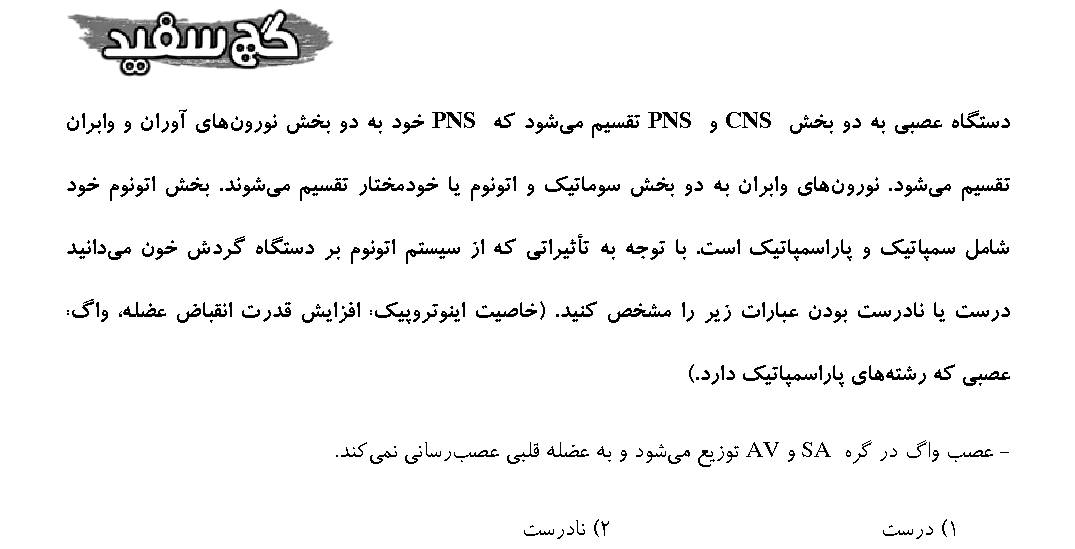 گچ سفید
دستگاه عصبی به دو بخش CNS و PNS تقسیم می‌شود که PNS خود به دو بخش نورون‌های آوران و وابران
تقسیم می‌شود. نورون‌های وابران به دو بخش سوماتیک و اتونوم یا خودمختار تقسیم می‌شوند. بخش اتونوم خود
شامل سمپاتیک و پاراسمپاتیک است. با توجه به تأثیراتی که از سیستم اتونوم بر دستگاه گردش خون می‌دانید
درست یا نادرست بودن عبارات زیر را مشخص کنید. (خاصیت اینوتروپیک: افزایش قدرت انقباض عضله، واگ:
عصبی که رشته‌های پاراسمپاتیک دارد.)
- عصب واگ در گره SA و AV توزیع می‌شود و به عضله قلبی عصب‌رسانی نمی‌کند.
۱) درست ۲) نادرست